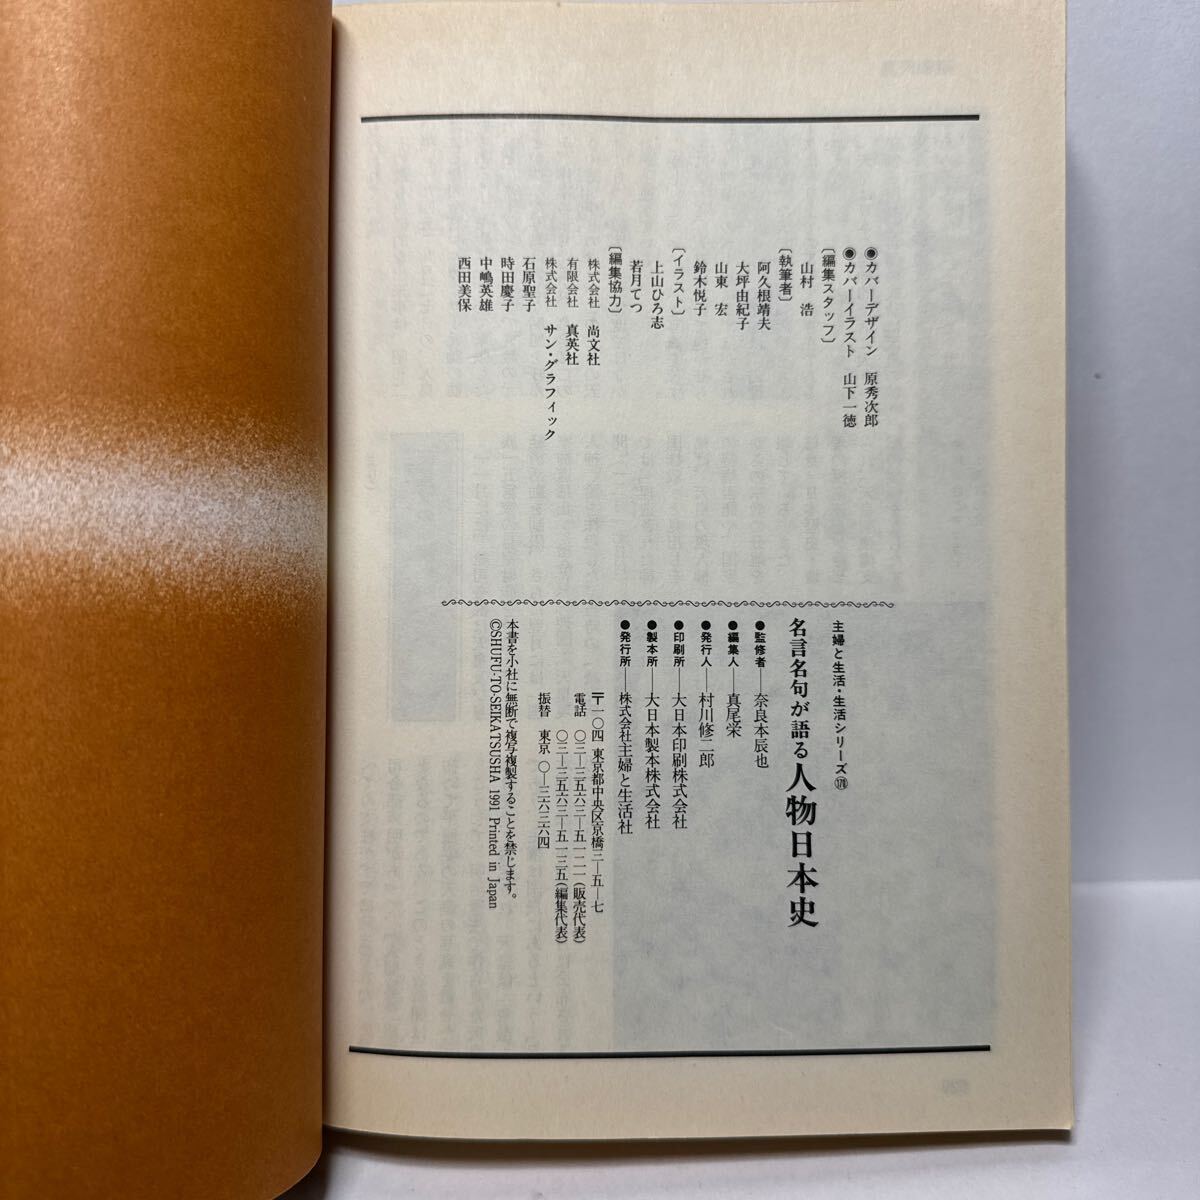 ◉カバーデザイン　原秀次郎
◉カバーイラスト　山下一徳
〔編集スタッフ〕
山村　浩
〔執筆者〕
阿久根靖夫
大坪由紀子
山東　宏
鈴木悦子
〔イラスト〕
上山ひろ志
若月てつ
〔編集協力〕
株式会社　尚文社
有限会社　真英社
株式会社　サン・グラフィック
石原聖子
時田慶子
中嶋英雄
西田美保
主婦と生活・生活シリーズ178
名言名句が語る人物日本史
●監修者──奈良本辰也
●編集人──真尾栄
●発行人──村川修二郎
●印刷所──大日本印刷株式会社
●製本所──大日本製本株式会社
●発行所──株式会社主婦と生活社
〒一〇四　東京都中央区京橋三―五―七
電話　〇三―三五六三―五一二一（販売代表）
〇三―三五六三―五一三五（編集代表）
振替　東京　〇―三六三六四
本書を小社に無断で複写複製することを禁じます。
©SHUFU-TO-SEIKATSUSHA 1991 Printed in Japan